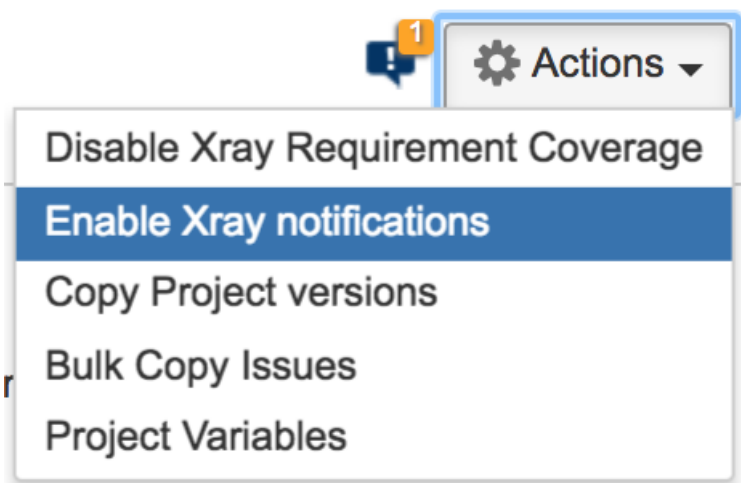 1
Actions
Disable Xray Requirement Coverage
Enable Xray notifications
Copy Project versions
Bulk Copy Issues
Project Variables